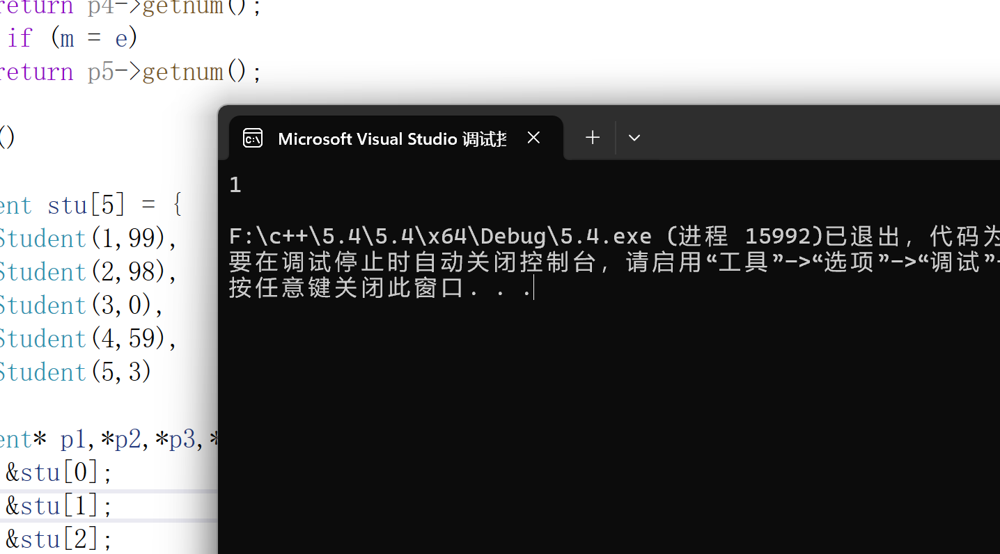 return p4->getnum();
if (m = e)
return p5->getnum();
()
ent stu[5] = {
Student(1,99),
Student(2,98),
Student(3,0),
Student(4,59),
Student(5,3)
ent* p1,*p2,*p3,*
&stu[0];
&stu[1];
&stu[2];
Microsoft Visual Studio 调试控
1
F:\c++\5.4\5.4\x64\Debug\5.4.exe (进程 15992)已退出，代码为
要在调试停止时自动关闭控制台，请启用“工具”->“选项”->“调试”-
按任意键关闭此窗口. . .